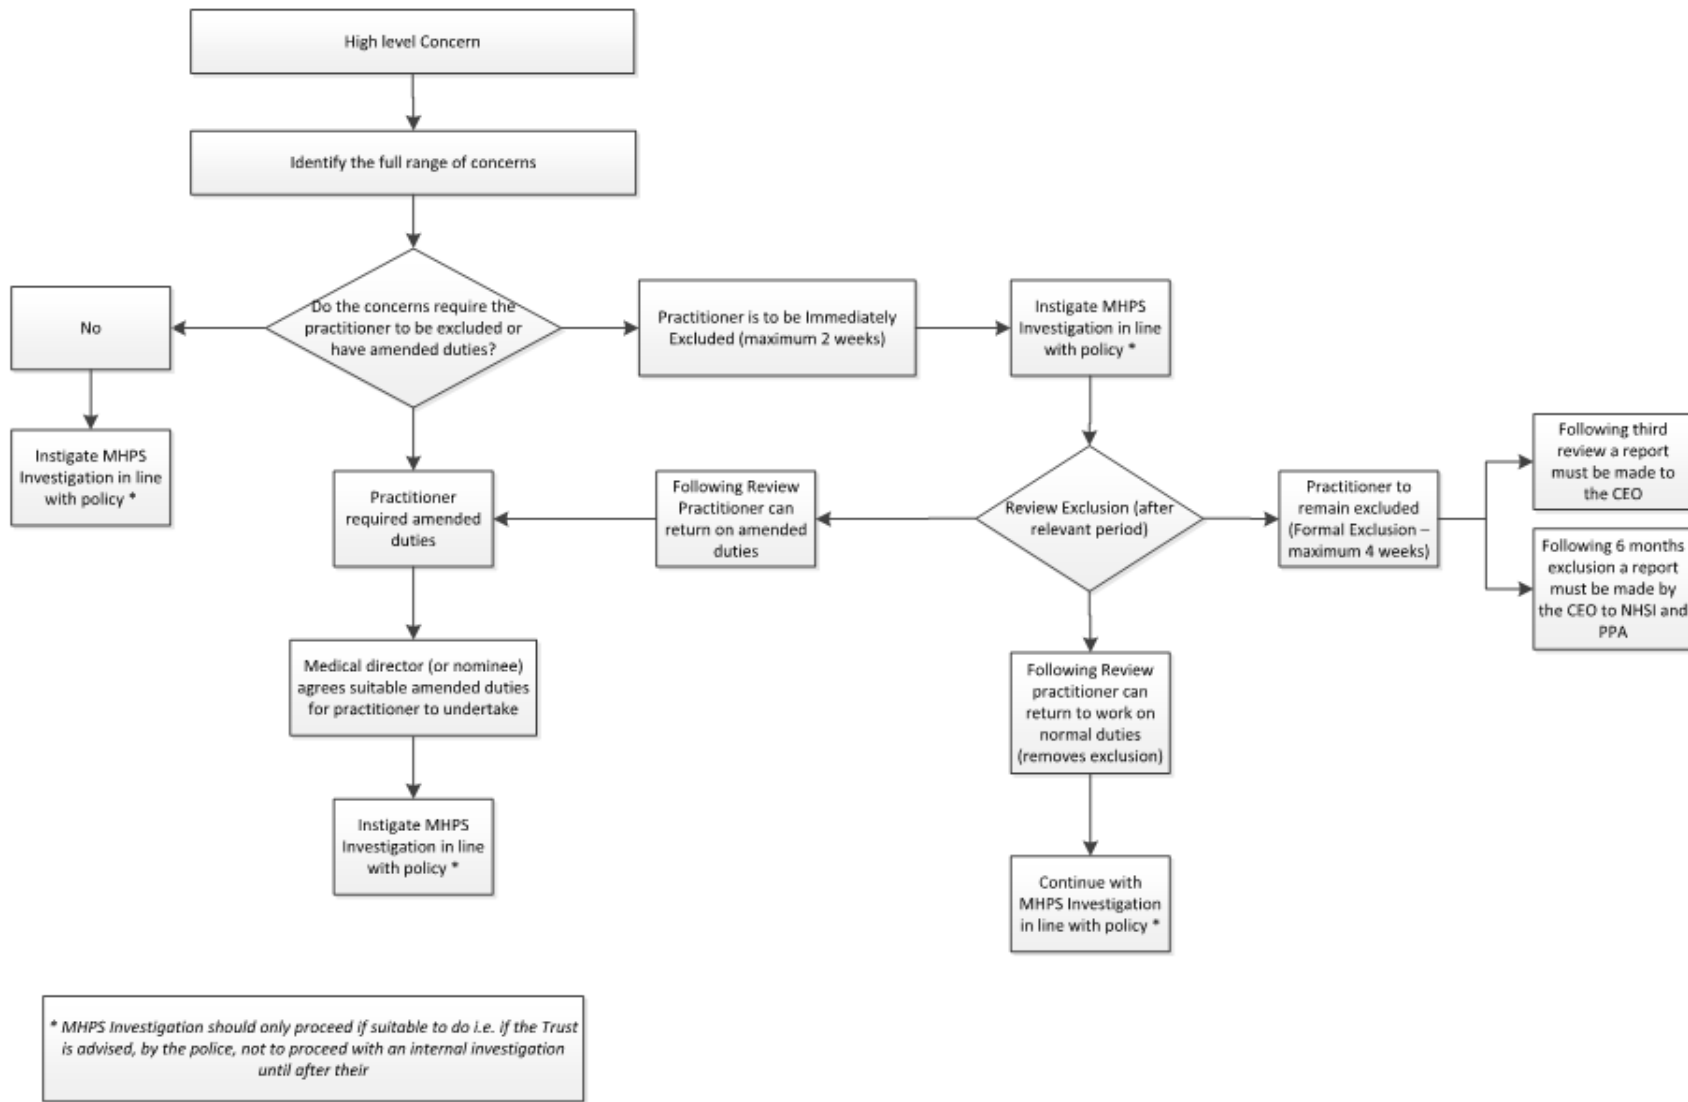 High level Concern
Identify the full range of concerns
Do the concerns require the
practitioner to be excluded or
have amended duties?
No
Instigate MHPS
Investigation in line
with policy *
Practitioner is to be Immediately
Excluded (maximum 2 weeks)
Instigate MHPS
Investigation in line
with policy *
Practitioner
required amended
duties
Following Review
Practitioner can
return on amended
duties
Review Exclusion (after
relevant period)
Practitioner to
remain excluded
(Formal Exclusion –
maximum 4 weeks)
Following third
review a report
must be made to
the CEO
Following 6 months
exclusion a report
must be made by
the CEO to NHSI and
PPA
Medical director (or nominee)
agrees suitable amended duties
for practitioner to undertake
Following Review
practitioner can
return to work on
normal duties
(removes exclusion)
Instigate MHPS
Investigation in line
with policy *
Continue with
MHPS Investigation
in line with policy *
* MHPS Investigation should only proceed if suitable to do i.e. if the Trust
is advised, by the police, not to proceed with an internal investigation
until after their